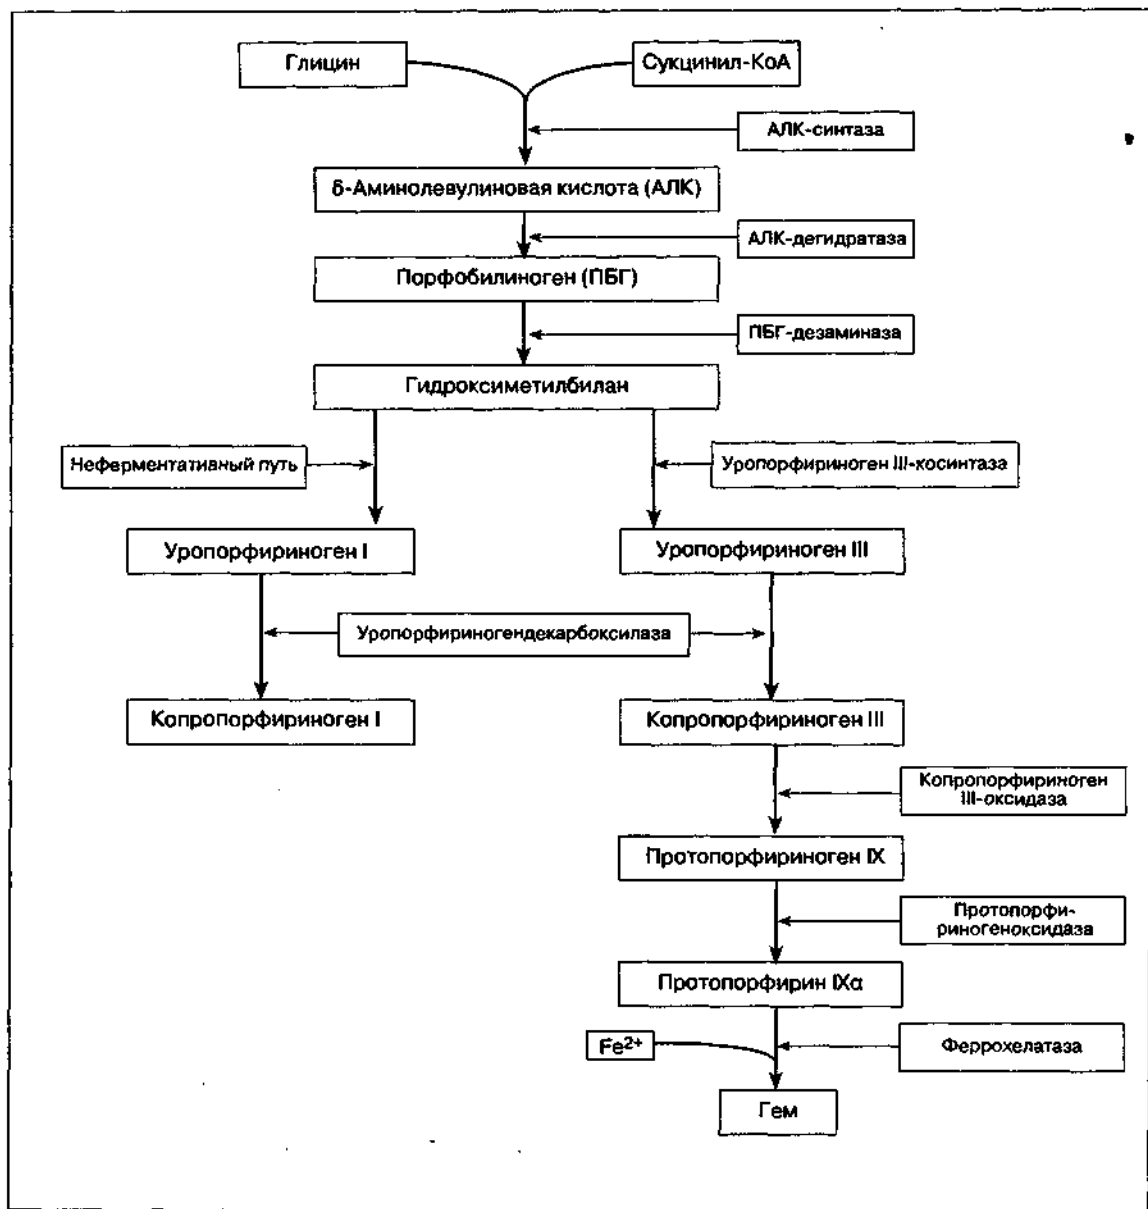 Глицин
Сукцинил-КоА
АЛК-синтаза
δ-Аминолевулиновая кислота (АЛК)
АЛК-дегидратаза
Порфобилиноген (ПБГ)
ПБГ-дезаминаза
Гидроксиметилбилан
Неферментативный путь
Уропорфириноген III-косинтаза
Уропорфириноген I
Уропорфириноген III
Уропорфириногендекарбоксилаза
Копропорфириноген I
Копропорфириноген III
Копропорфириноген
III-оксидаза
Протопорфириноген IX
Протопорфи-
риногеноксидаза
Протопорфирин IXα
Fe2+
Феррохелатаза
Гем